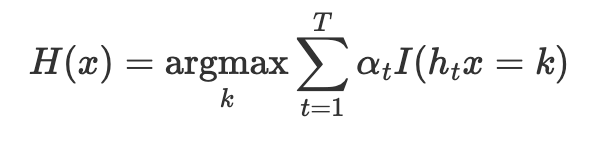 H(x) = argmax_k ∑_{t=1}^{T} α_t I(h_t x = k)